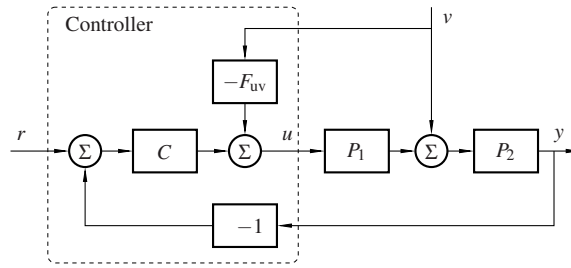 Controller
v
−F_uv
r
Σ
C
Σ
u
P_1
Σ
P_2
y
−1